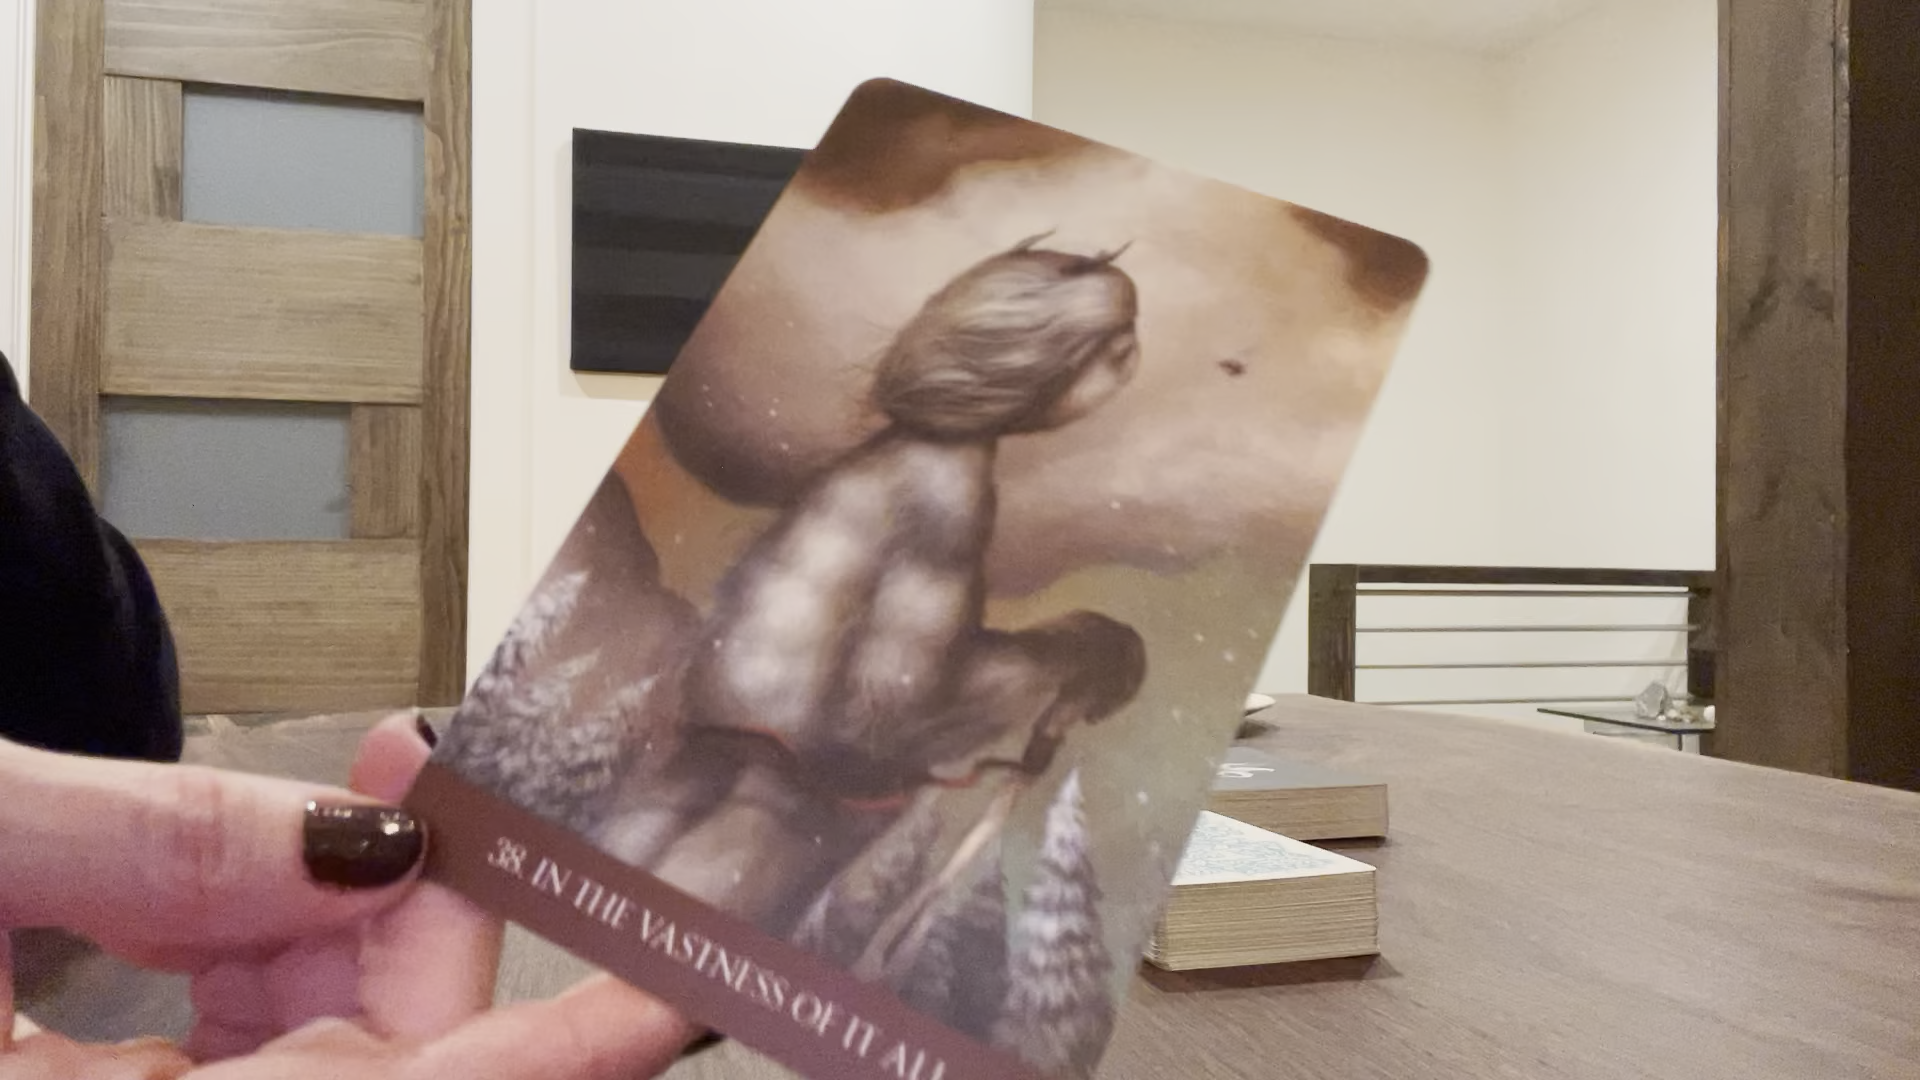 38. IN THE VASTNESS OF IT ALL